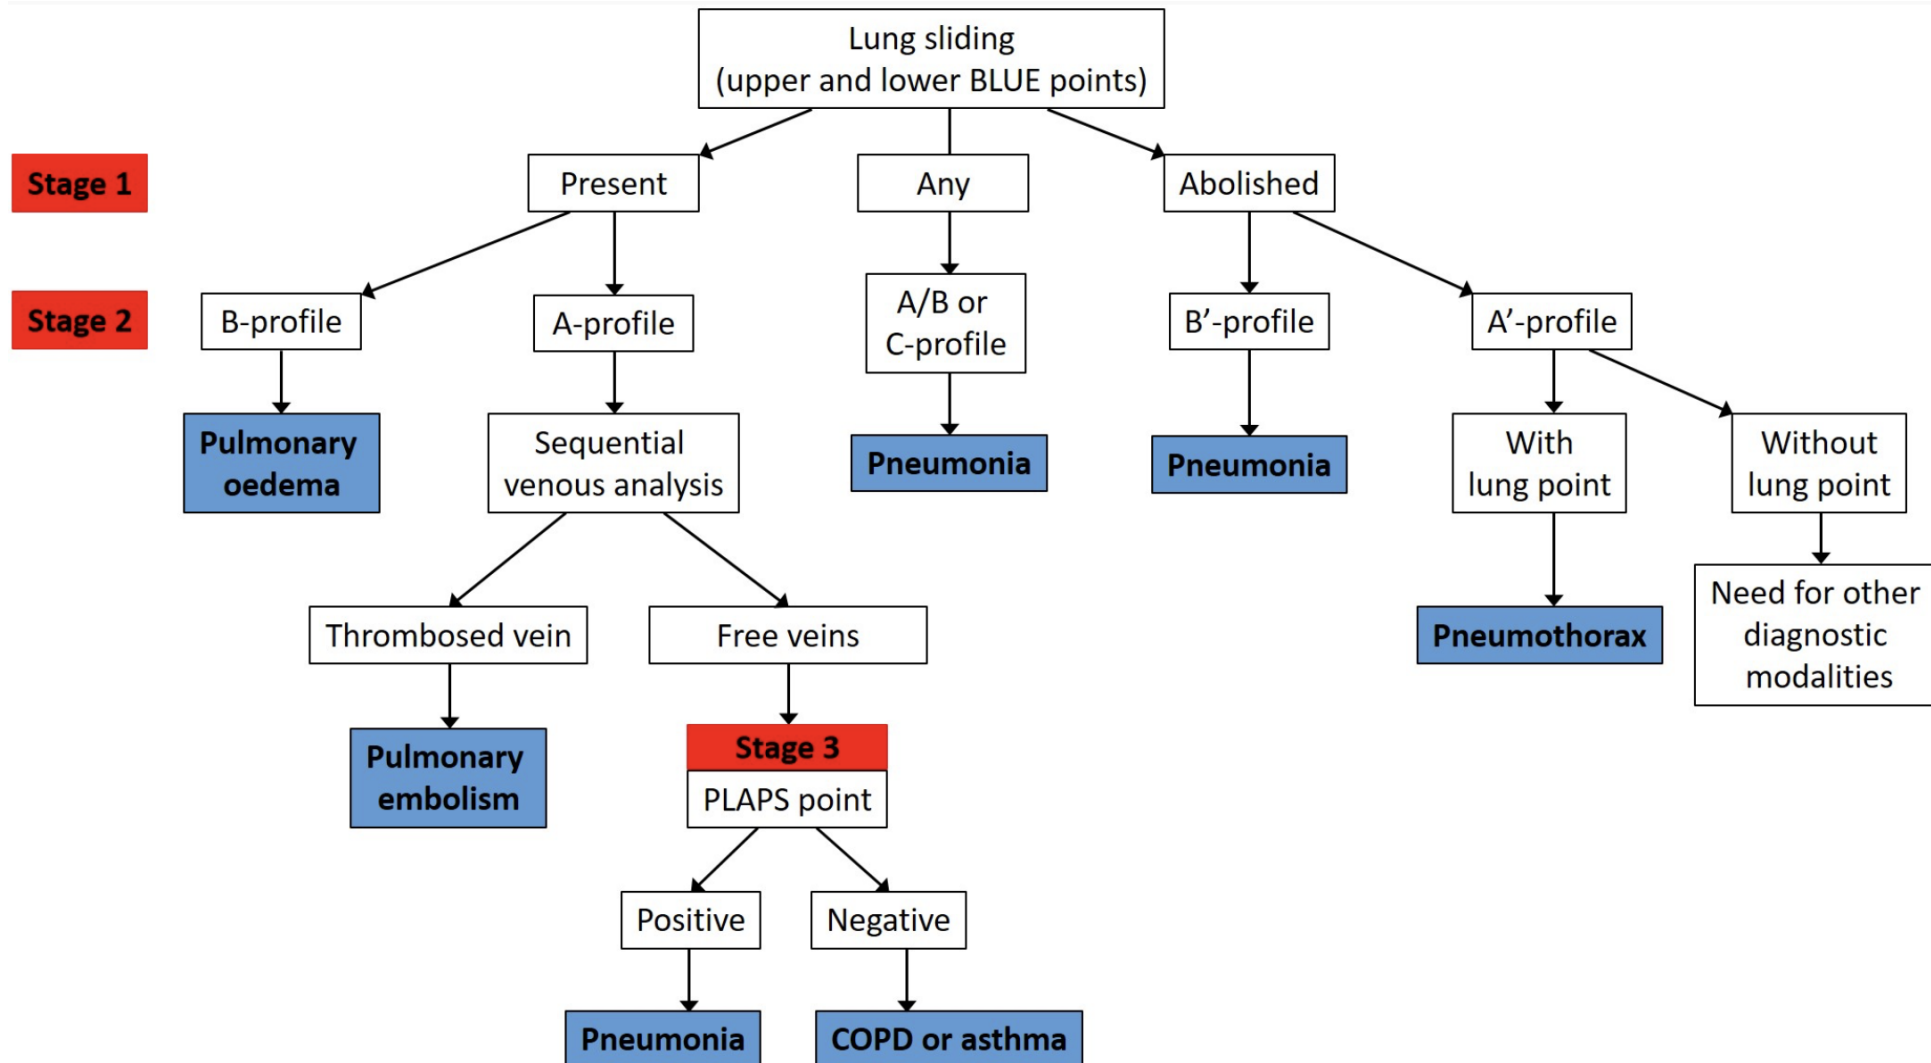 Lung sliding
(upper and lower BLUE points)
Stage 1
Present
Any
Abolished
Stage 2
B-profile
A-profile
A/B or
C-profile
B’-profile
A’-profile
Pulmonary
oedema
Sequential
venous analysis
Pneumonia
Pneumonia
With
lung point
Without
lung point
Thrombosed vein
Free veins
Pneumothorax
Need for other
diagnostic
modalities
Pulmonary
embolism
Stage 3
PLAPS point
Positive
Negative
Pneumonia
COPD or asthma